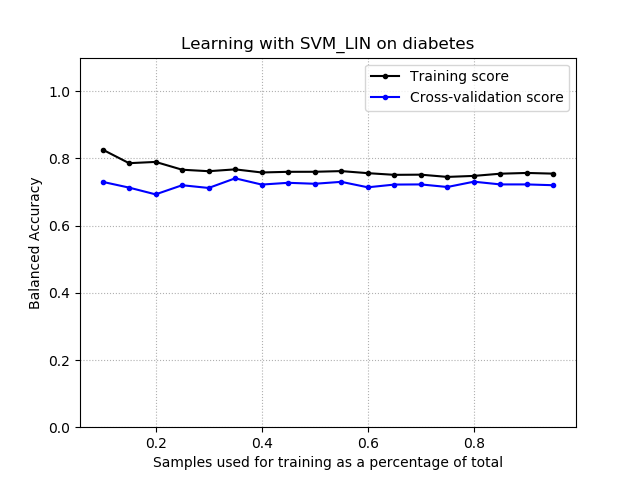 Learning with SVM_LIN on diabetes
Training score
Cross-validation score
Balanced Accuracy
1.0
0.8
0.6
0.4
0.2
0.0
0.2 0.4 0.6 0.8
Samples used for training as a percentage of total